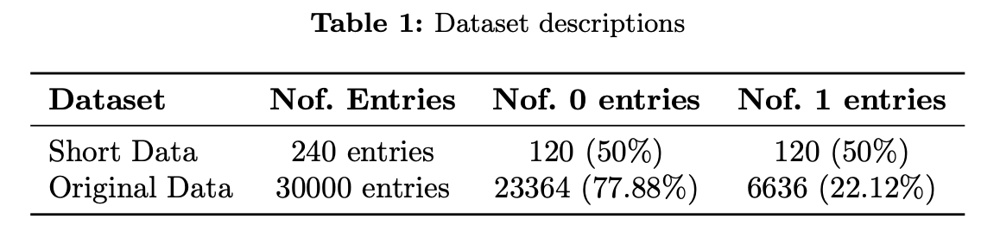 Table 1: Dataset descriptions
Dataset Nof. Entries Nof. 0 entries Nof. 1 entries
Short Data 240 entries 120 (50%) 120 (50%)
Original Data 30000 entries 23364 (77.88%) 6636 (22.12%)